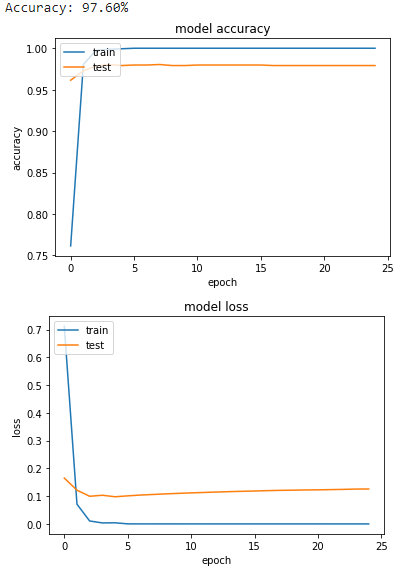 Accuracy: 97.60%
model accuracy
train
test
1.00
0.95
0.90
0.85
0.80
0.75
accuracy
0 5 10 15 20 25
epoch
model loss
train
test
0.7
0.6
0.5
0.4
0.3
0.2
0.1
0.0
loss
0 5 10 15 20 25
epoch